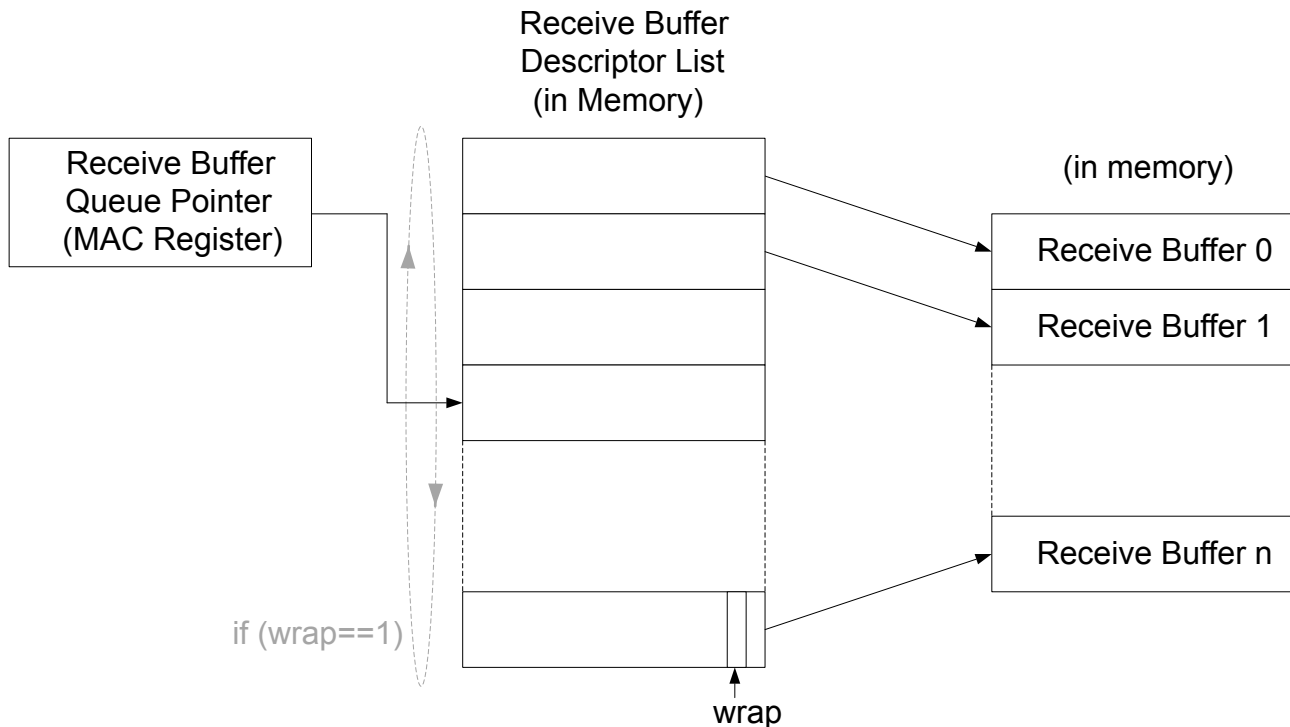 Receive Buffer
Descriptor List
(in Memory)
Receive Buffer
Queue Pointer
(MAC Register)
(in memory)
Receive Buffer 0
Receive Buffer 1
Receive Buffer n
if (wrap==1)
wrap